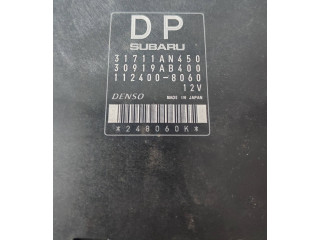 DP
SUBARU
31711AN450
30919AB400
112400-8060
12V
DENSO MADE IN JAPAN
*248060K*